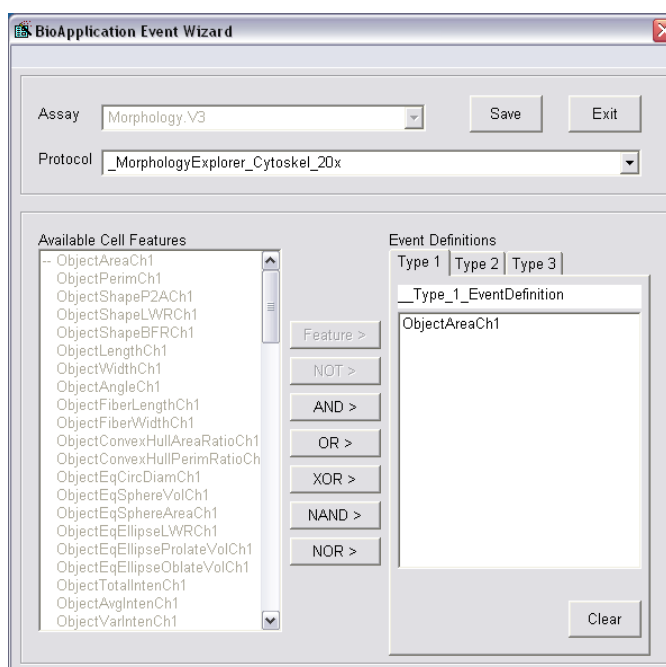 BioApplication Event Wizard
Assay
Morphology.V3
Save
Exit
Protocol
_MorphologyExplorer_Cytoskel_20x
Available Cell Features
-- ObjectAreaCh1
ObjectPerimCh1
ObjectShapeP2ACh1
ObjectShapeLWRCh1
ObjectShapeBFRCh1
ObjectLengthCh1
ObjectWidthCh1
ObjectAngleCh1
ObjectFiberLengthCh1
ObjectFiberWidthCh1
ObjectConvexHullAreaRatioCh1
ObjectConvexHullPerimRatioCh
ObjectEqCircDiamCh1
ObjectEqSphereVolCh1
ObjectEqSphereAreaCh1
ObjectEqEllipseLWRCh1
ObjectEqEllipseProlateVolCh1
ObjectEqEllipseOblateVolCh1
ObjectTotalIntenCh1
ObjectAvgIntenCh1
ObjectVarIntenCh1
Feature >
NOT >
AND >
OR >
XOR >
NAND >
NOR >
Event Definitions
Type 1 Type 2 Type 3
__Type_1_EventDefinition
ObjectAreaCh1
Clear